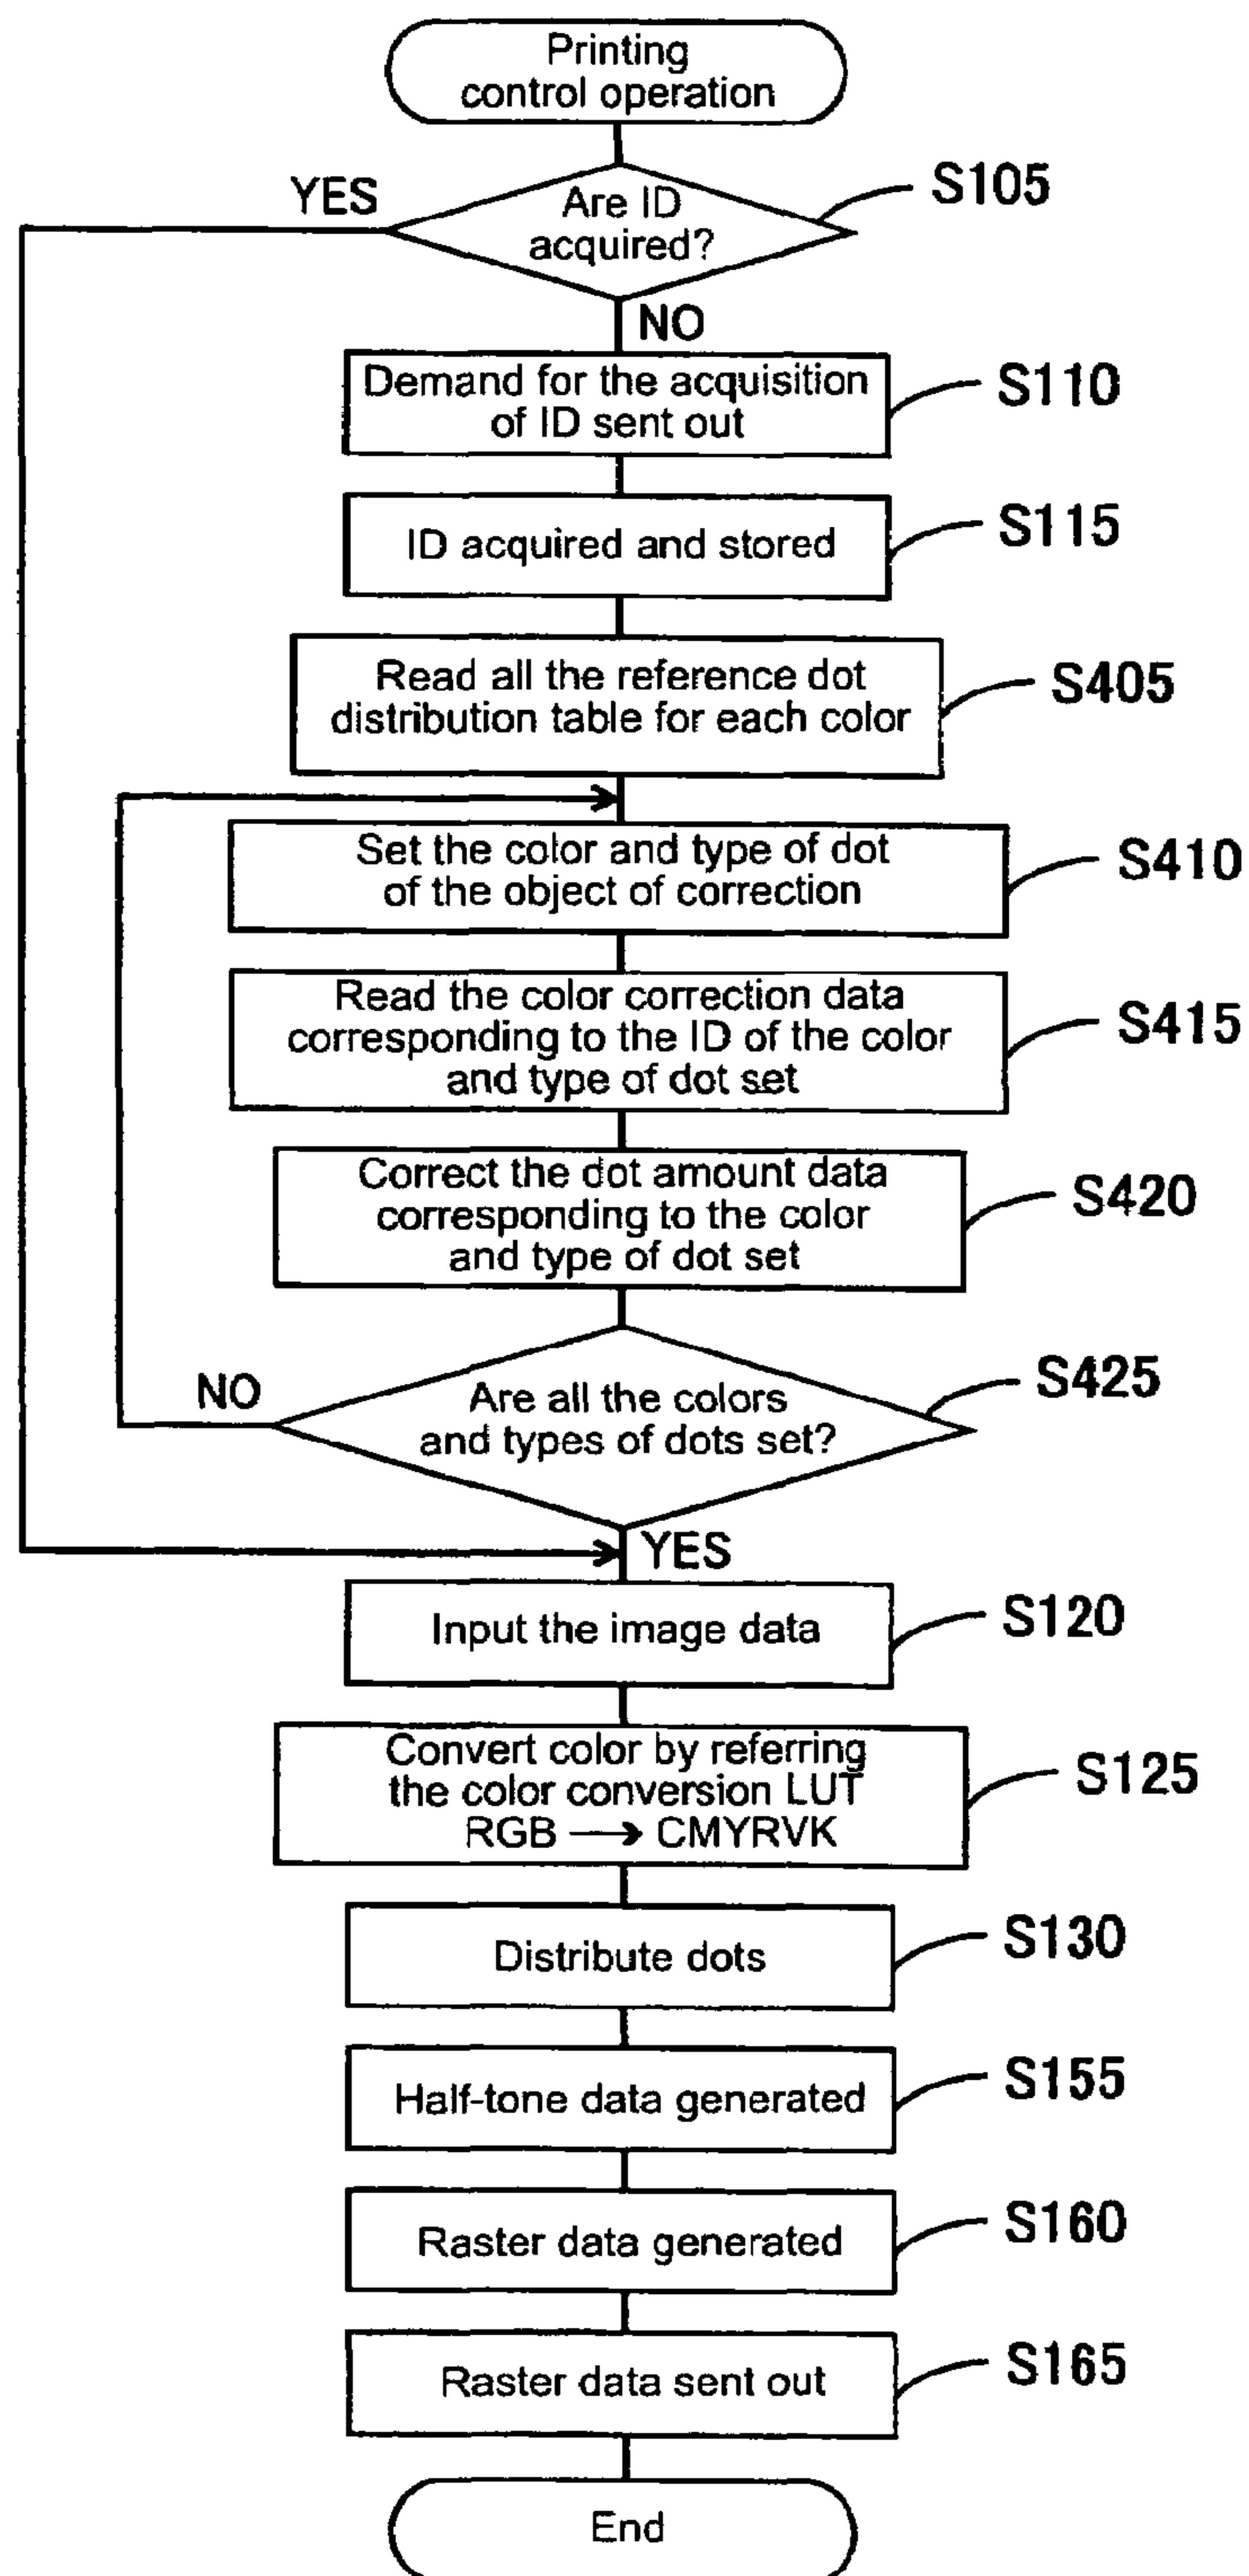 Printing
control operation
YES
Are ID
acquired?
S105
NO
Demand for the acquisition
of ID sent out
S110
ID acquired and stored
S115
Read all the reference dot
distribution table for each color
S405
Set the color and type of dot
of the object of correction
S410
Read the color correction data
corresponding to the ID of the color
and type of dot set
S415
Correct the dot amount data
corresponding to the color
and type of dot set
S420
NO
Are all the colors
and types of dots set?
S425
YES
Input the image data
S120
Convert color by referring
the color conversion LUT
RGB → CMYRVK
S125
Distribute dots
S130
Half-tone data generated
S155
Raster data generated
S160
Raster data sent out
S165
End